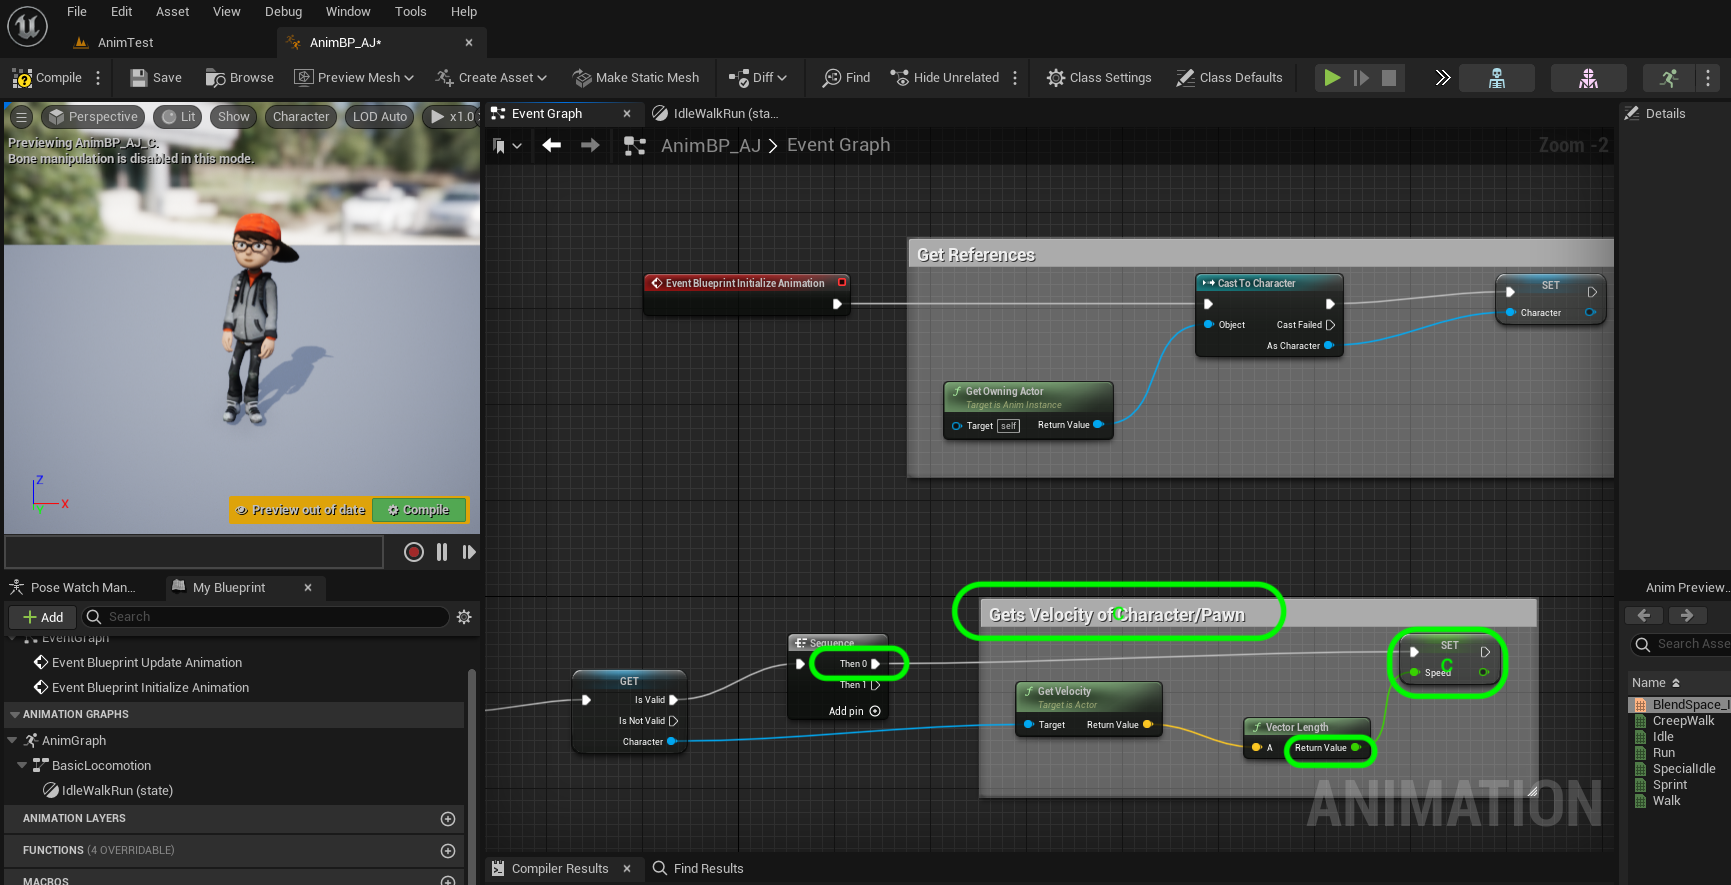 File Edit Asset View Debug Window Tools Help
AnimTest
AnimBP_AJ*
Compile
Save
Browse
Preview Mesh
Create Asset
Make Static Mesh
Diff
Find
Hide Unrelated
Class Settings
Class Defaults
Perspective
Lit
Show
Character
LOD Auto
x1.0
Previewing AnimBP_AJ_C.
Bone manipulation is disabled in this mode.
Z
X
Y
Preview out of date
Compile
Event Graph
IdleWalkRun (sta...
AnimBP_AJ > Event Graph
Zoom -2
Get References
Event Blueprint Initialize Animation
Cast To Character
Object
Cast Failed
As Character
SET
Character
Get Owning Actor
Target is Anim Instance
Target self
Return Value
Gets Velocity of Character/Pawn
C
Sequence
Then 0
Then 1
Add pin
GET
Is Valid
Is Not Valid
Character
Get Velocity
Target is Actor
Target
Return Value
Vector Length
A
Return Value
SET
C
Speed
ANIMATION
Compiler Results
Find Results
Pose Watch Man...
My Blueprint
Add
Search
EventGraph
Event Blueprint Update Animation
Event Blueprint Initialize Animation
ANIMATION GRAPHS
AnimGraph
BasicLocomotion
IdleWalkRun (state)
ANIMATION LAYERS
FUNCTIONS (4 OVERRIDABLE)
MACROS
Details
Anim Preview...
Search Asse
Name
BlendSpace_I
CreepWalk
Idle
Run
SpecialIdle
Sprint
Walk